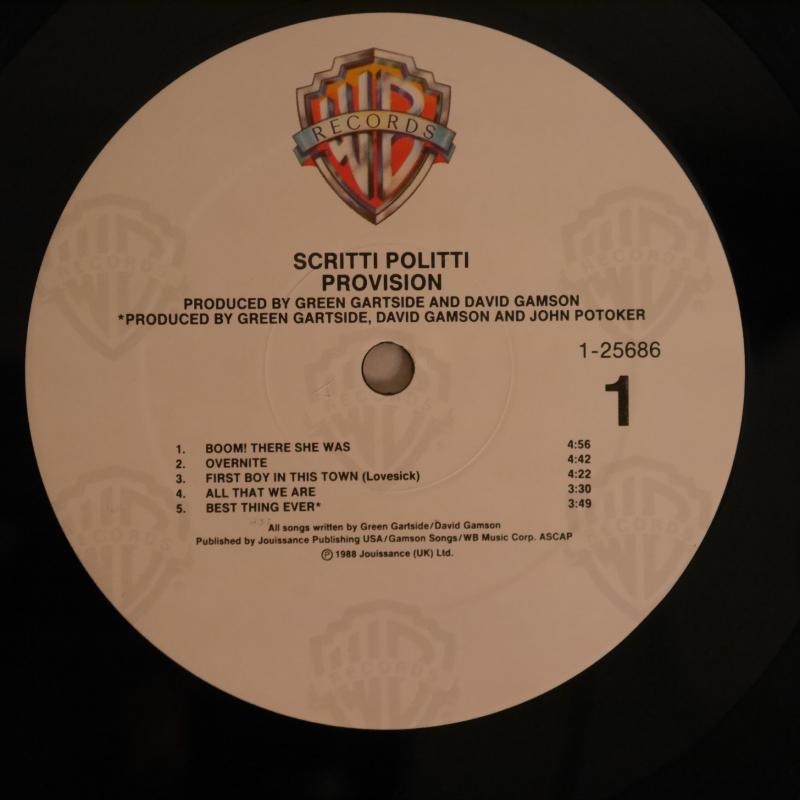 WB
RECORDS
SCRITTI POLITTI
PROVISION
PRODUCED BY GREEN GARTSIDE AND DAVID GAMSON
*PRODUCED BY GREEN GARTSIDE, DAVID GAMSON AND JOHN POTOKER
1-25686
1
1. BOOM! THERE SHE WAS 4:56
2. OVERNITE 4:42
3. FIRST BOY IN THIS TOWN (Lovesick) 4:22
4. ALL THAT WE ARE 3:30
5. BEST THING EVER* 3:49
All songs written by Green Gartside/David Gamson
Published by Jouissance Publishing USA/Gamson Songs/WB Music Corp. ASCAP
℗ 1988 Jouissance (UK) Ltd.